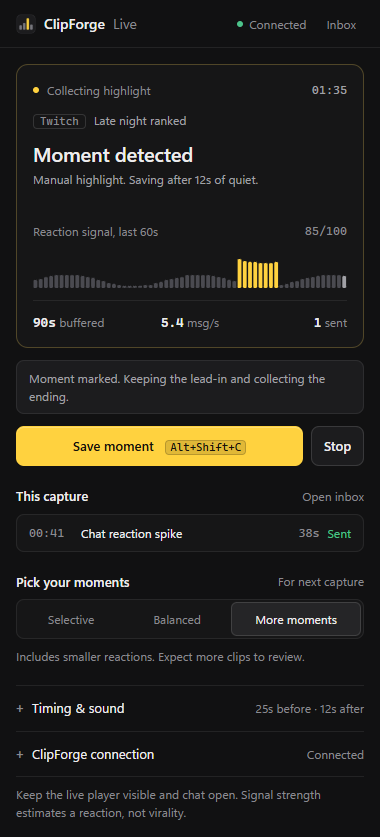 ClipForge Live Connected Inbox
Collecting highlight 01:35
Twitch Late night ranked
Moment detected
Manual highlight. Saving after 12s of quiet.
Reaction signal, last 60s 85/100
90s buffered 5.4 msg/s 1 sent
Moment marked. Keeping the lead-in and collecting the
ending.
Save moment Alt+Shift+C Stop
This capture Open inbox
00:41 Chat reaction spike 38s Sent
Pick your moments For next capture
Selective Balanced More moments
Includes smaller reactions. Expect more clips to review.
+ Timing & sound 25s before · 12s after
+ ClipForge connection Connected
Keep the live player visible and chat open. Signal strength
estimates a reaction, not virality.